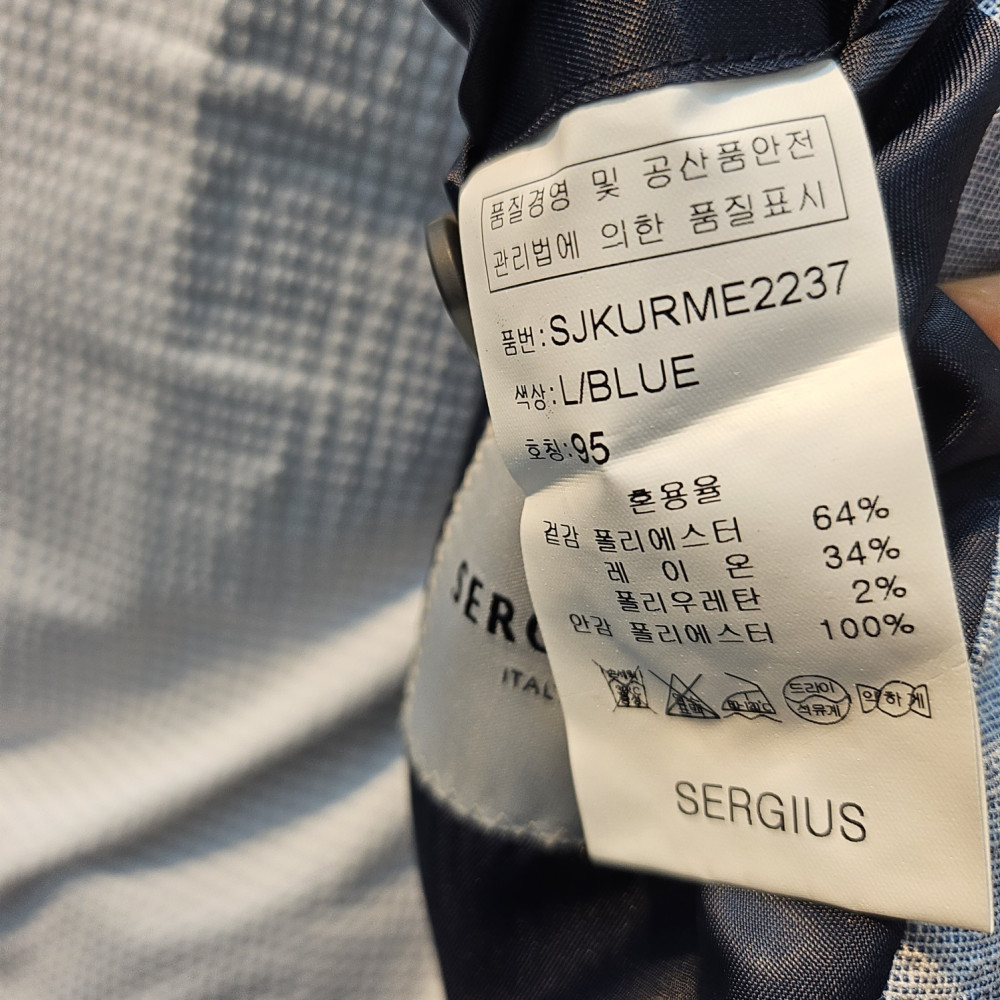 품질경영 및 공산품안전
관리법에 의한 품질표시
품번:SJKURME2237
색상:L/BLUE
호칭:95
혼용율
겉감 폴리에스터 64%
레 이 온 34%
폴리우레탄 2%
안감 폴리에스터 100%
드라이
석유계
약하게
SERGIUS
SERG
ITAL